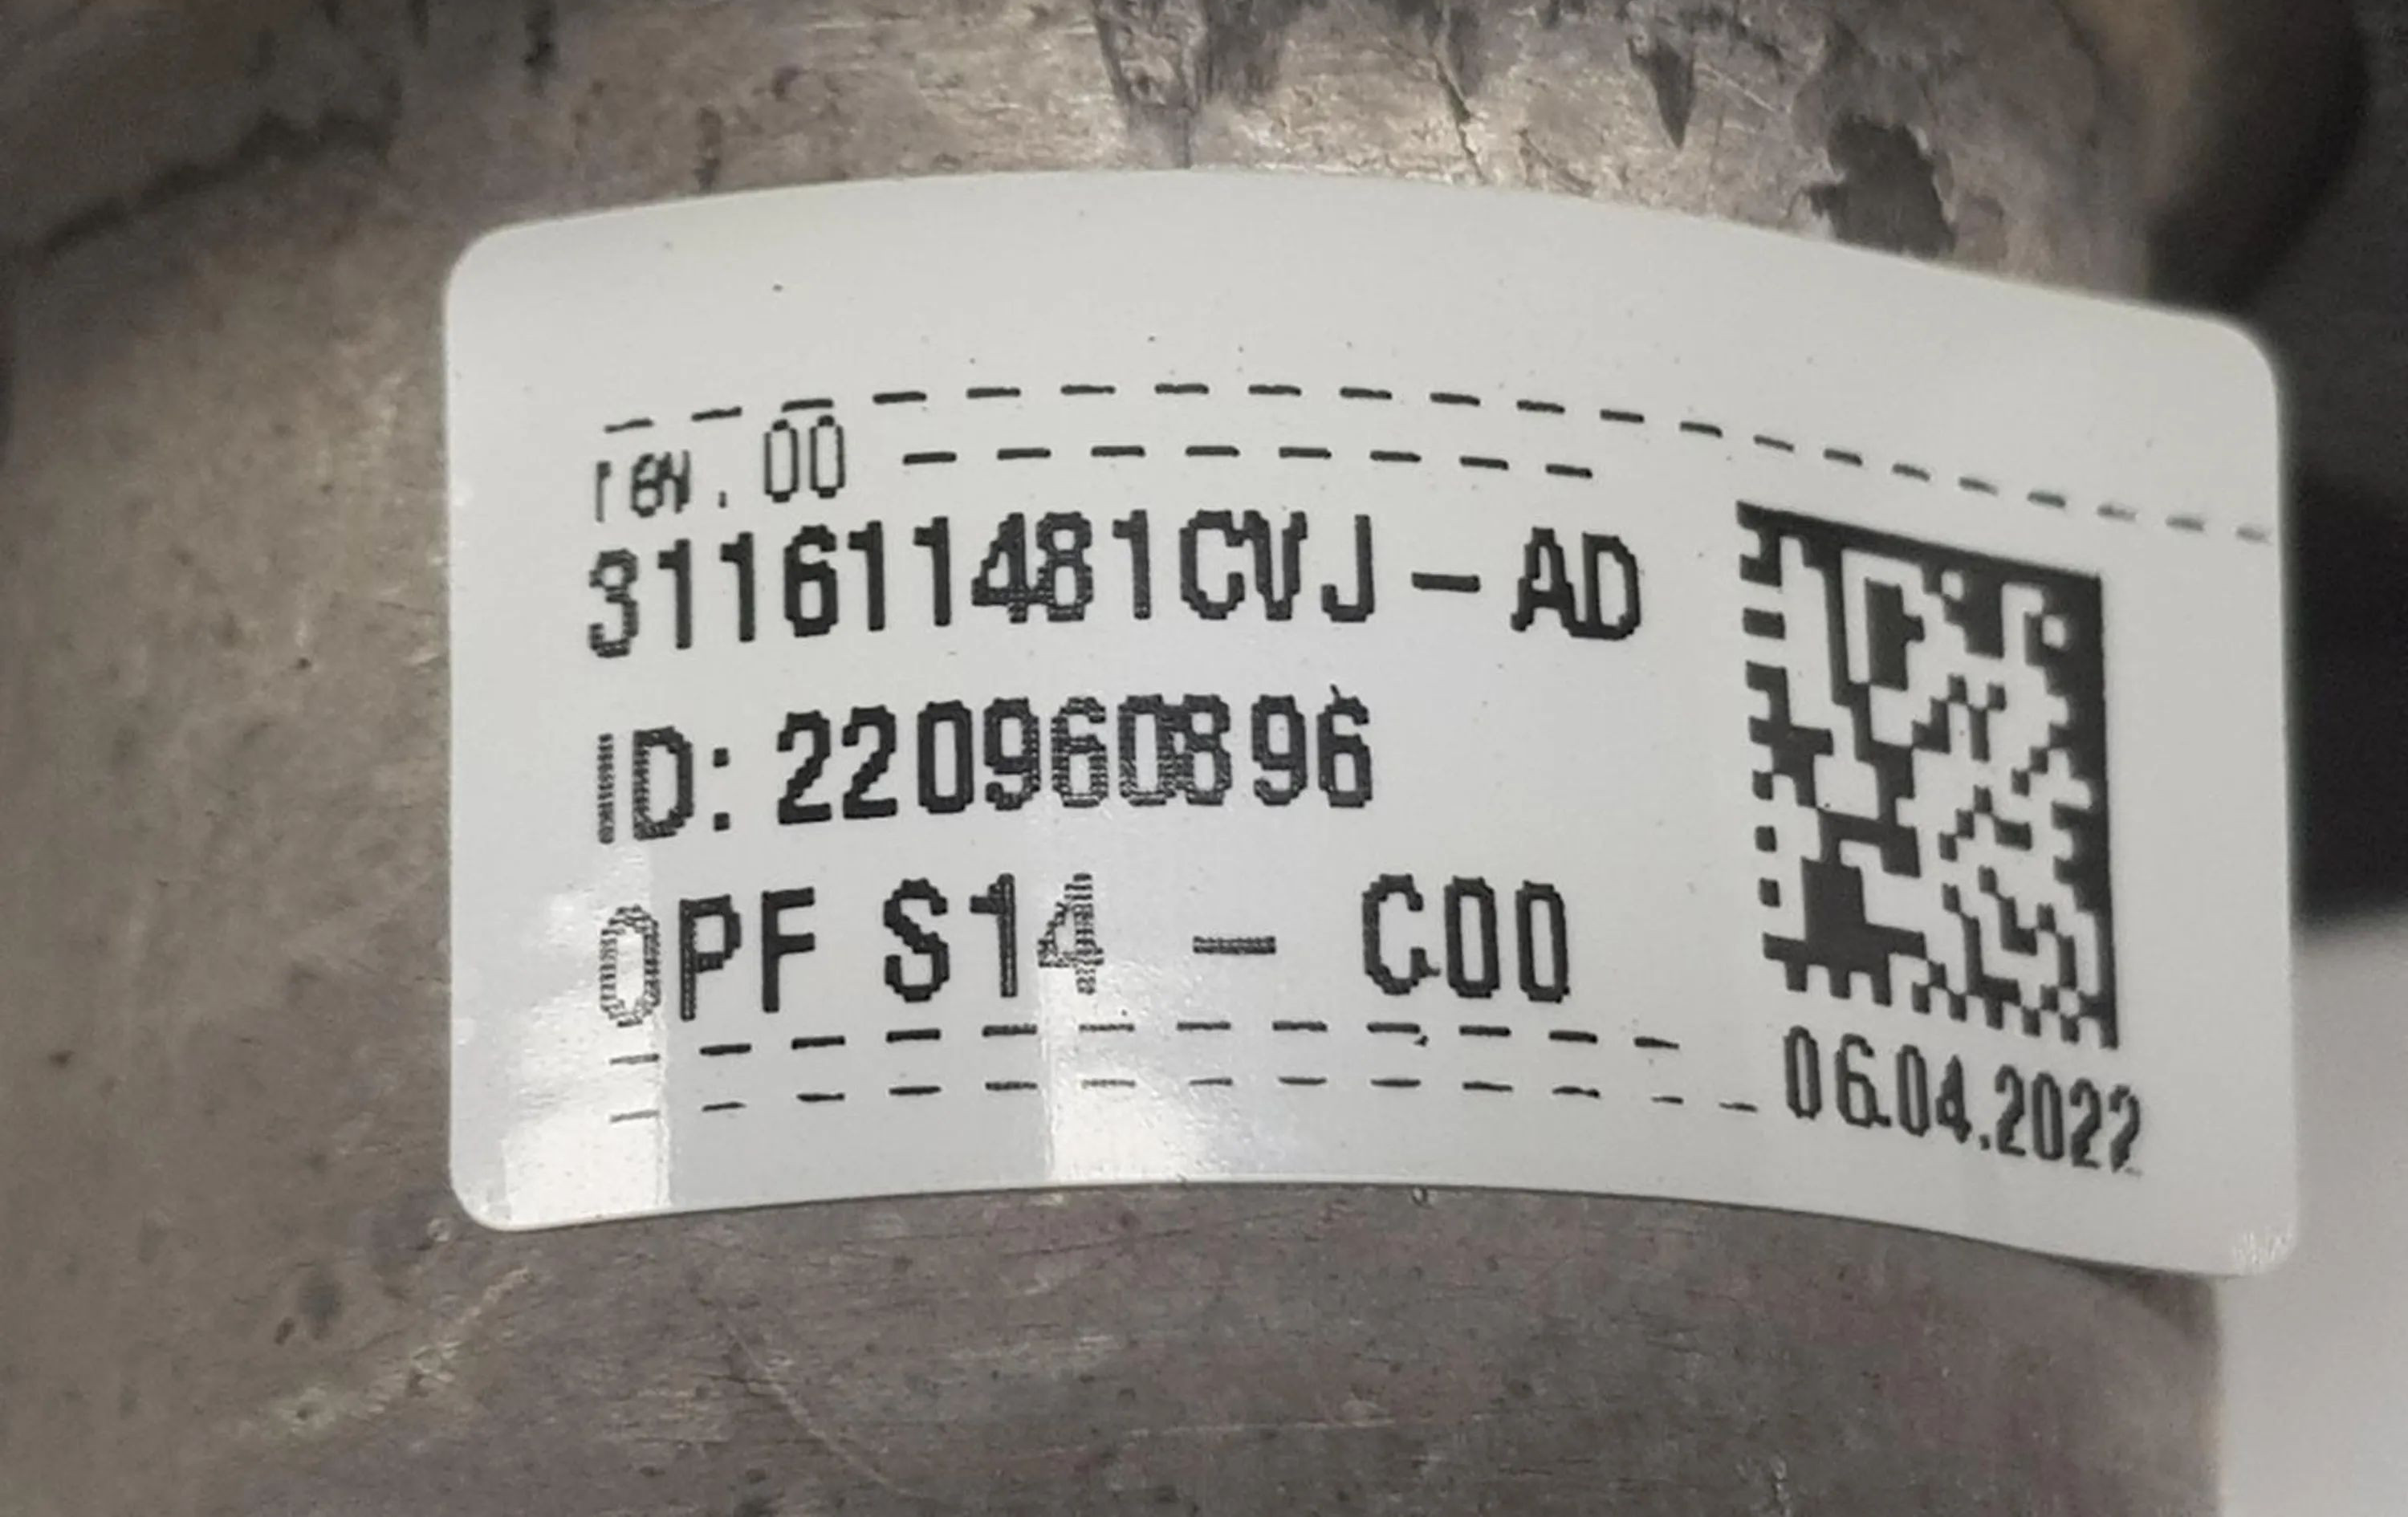 rev. 00
311611481CVJ-AD
ID: 220960896
OPF S14 - C00
06.04.2022